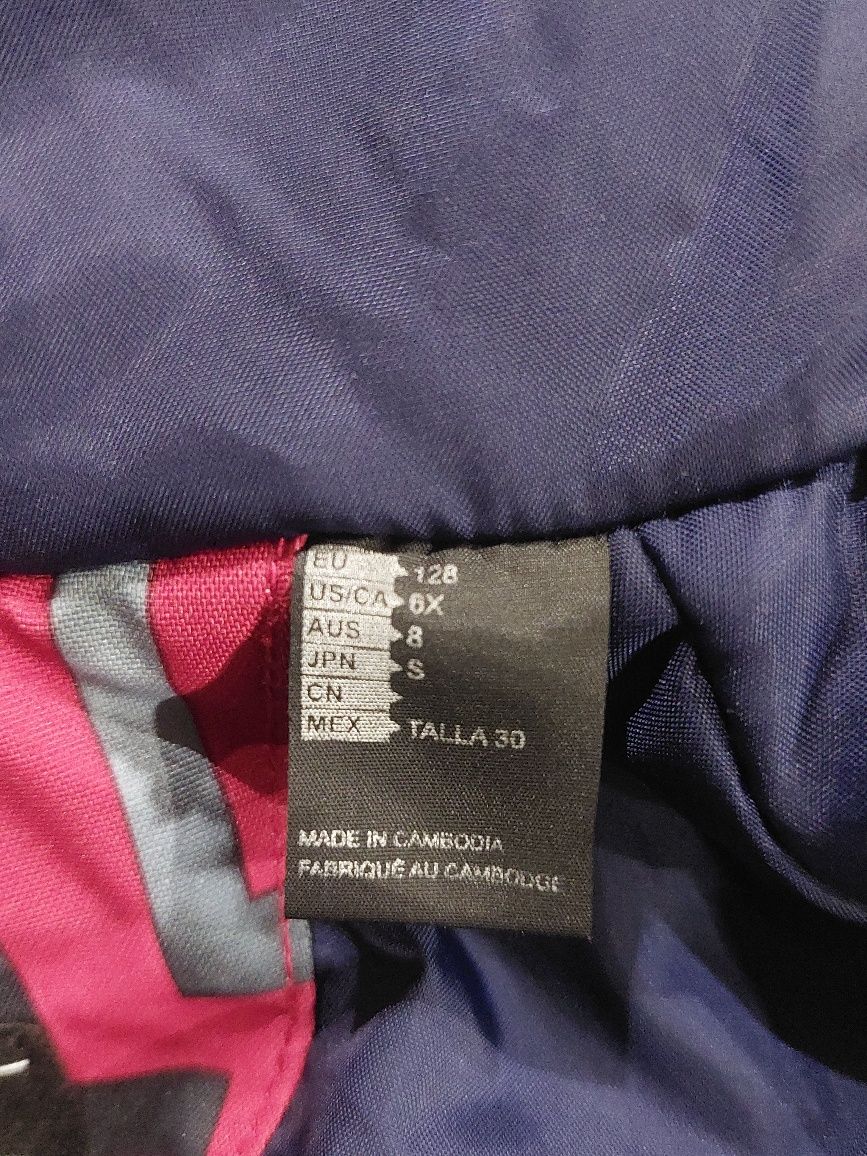 EU 128
US/CA 6X
AUS 8
JPN S
CN
MEX TALLA 30
MADE IN CAMBODIA
FABRIQUÉ AU CAMBODGE